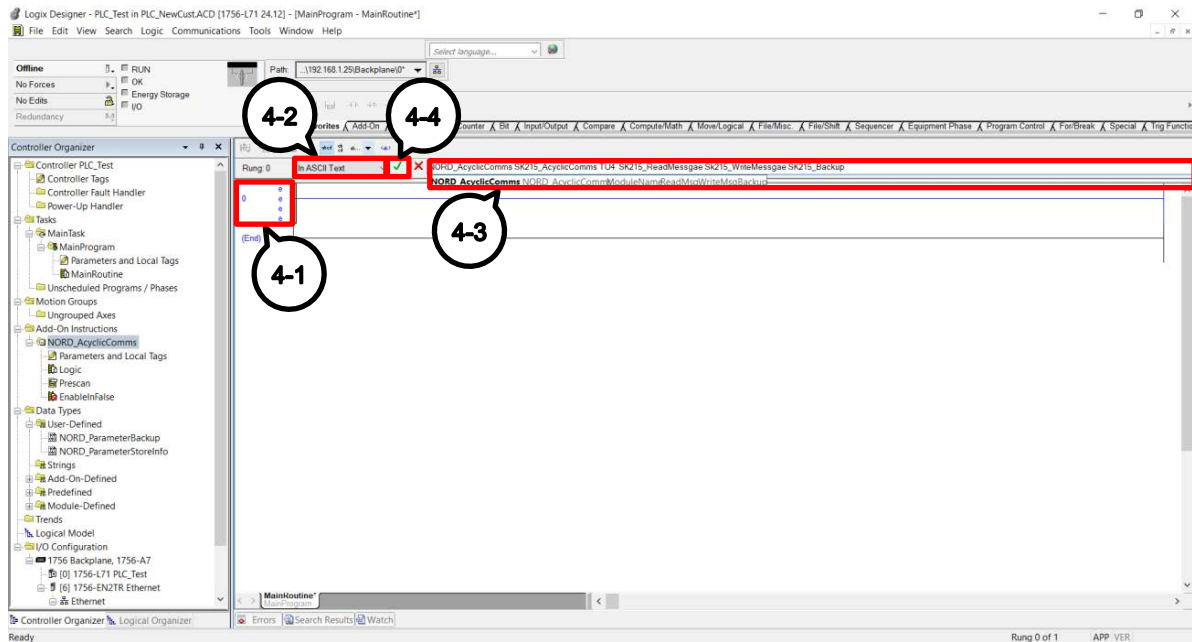 Logix Designer - PLC_Test in PLC_NewCust.ACD [1756-L71 24.12] - [MainProgram - MainRoutine*]
File Edit View Search Logic Communications Tools Window Help
Select language...
Offline
RUN
Path: ...\192.168.1.25\Backplane\0*
No Forces
OK
Energy Storage
No Edits
I/O
Redundancy
4-2
4-4
orites Add-On
ounter Bit Input/Output Compare Compute/Math Move/Logical File/Misc. File/Shift Sequencer Equipment Phase Program Control For/Break Special Trig Functio
Controller Organizer
Rung: 0
In ASCII Text
NORD_AcyclicComms SK215_AcyclicComms TU4 SK215_ReadMessgae SK215_WriteMessgae SK215_Backup
NORD_AcyclicComms NORD_AcyclicCommModuleNameReadMsgWriteMsgBackup
0
e
e
e
e
(End)
4-3
4-1
Controller PLC_Test
Controller Tags
Controller Fault Handler
Power-Up Handler
Tasks
MainTask
MainProgram
Parameters and Local Tags
MainRoutine
Unscheduled Programs / Phases
Motion Groups
Ungrouped Axes
Add-On Instructions
NORD_AcyclicComms
Parameters and Local Tags
Logic
Prescan
EnableInFalse
Data Types
User-Defined
NORD_ParameterBackup
NORD_ParameterStoreInfo
Strings
Add-On-Defined
Predefined
Module-Defined
Trends
Logical Model
I/O Configuration
1756 Backplane, 1756-A7
[0] 1756-L71 PLC_Test
[6] 1756-EN2TR Ethernet
Ethernet
MainRoutine*
MainProgram
Controller Organizer Logical Organizer
Errors Search Results Watch
Ready
Rung 0 of 1 APP VER